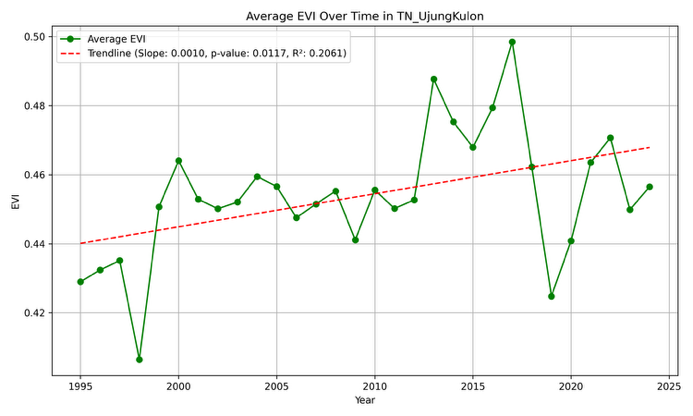 Average EVI Over Time in TN_UjungKulon
Average EVI
Trendline (Slope: 0.0010, p-value: 0.0117, R²: 0.2061)
0.50
0.48
0.46
0.44
0.42
EVI
1995
2000
2005
2010
2015
2020
2025
Year